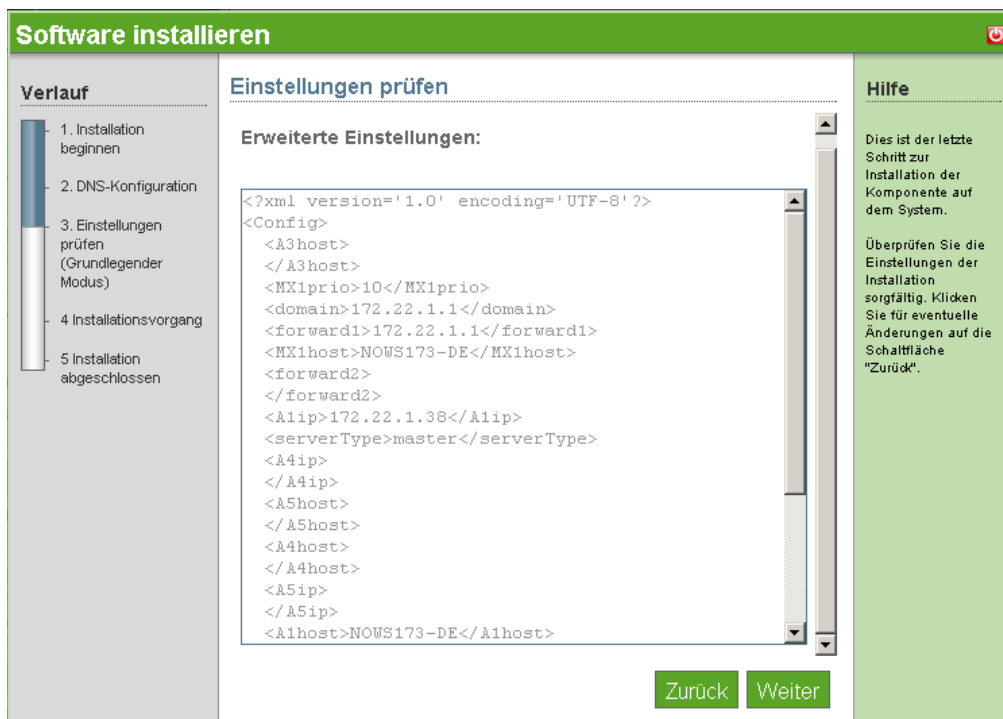 Software installieren
Verlauf
1. Installation
beginnen
2. DNS-Konfiguration
3. Einstellungen
prüfen
(Grundlegender
Modus)
4 Installationsvorgang
5 Installation
abgeschlossen
Einstellungen prüfen
Erweiterte Einstellungen:
<?xml version='1.0' encoding='UTF-8'?>
<Config>
<A3host>
</A3host>
<MX1prio>10</MX1prio>
<domain>172.22.1.1</domain>
<forward1>172.22.1.1</forward1>
<MX1host>NOWS173-DE</MX1host>
<forward2>
</forward2>
<A1ip>172.22.1.38</A1ip>
<serverType>master</serverType>
<A4ip>
</A4ip>
<A5host>
</A5host>
<A4host>
</A4host>
<A5ip>
</A5ip>
<A1host>NOWS173-DE</A1host>
Zurück
Weiter
Hilfe
Dies ist der letzte
Schritt zur
Installation der
Komponente auf
dem System.
Überprüfen Sie die
Einstellungen der
Installation
sorgfältig. Klicken
Sie für eventuelle
Änderungen auf die
Schaltfläche
"Zurück".